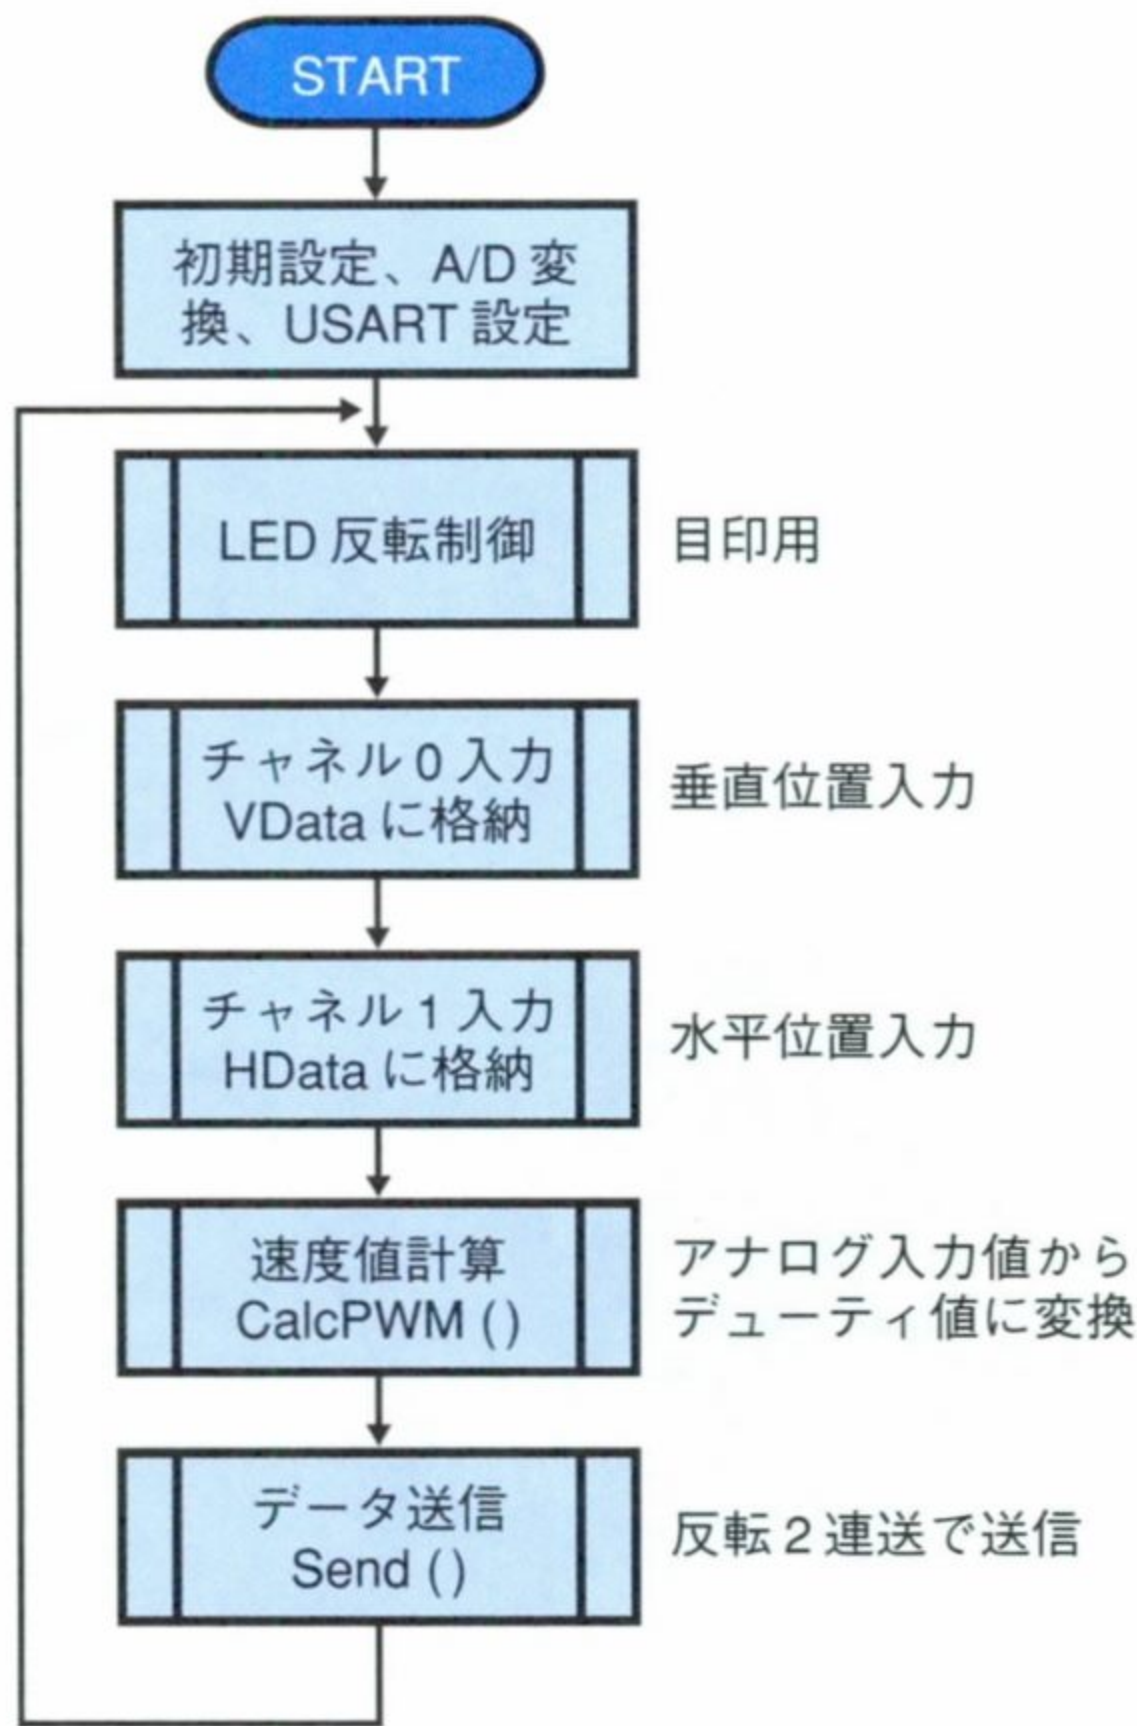 START
初期設定、A/D 変
換、USART 設定
LED 反転制御
目印用
チャネル 0 入力
VData に格納
垂直位置入力
チャネル 1 入力
HData に格納
水平位置入力
速度値計算
CalcPWM ( )
アナログ入力値から
デューティ値に変換
データ送信
Send ( )
反転 2 連送で送信